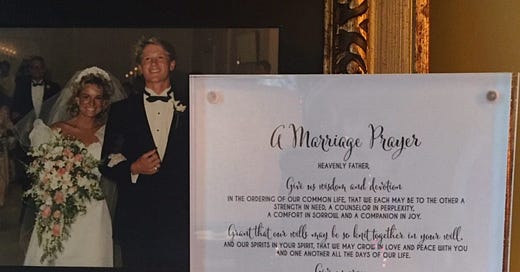 A Marriage Prayer
HEAVENLY FATHER,
Give us wisdom and devotion
IN THE ORDERING OF OUR COMMON LIFE, THAT WE EACH MAY BE TO THE OTHER A
STRENGTH IN NEED, A COUNSELOR IN PERPLEXITY,
A COMFORT IN SORROW AND A COMPANION IN JOY.
Grant that our wills may be so knit together in your will,
AND OUR SPIRITS IN YOUR SPIRIT, THAT WE MAY GROW IN LOVE AND PEACE WITH YOU
AND ONE ANOTHER ALL THE DAYS OF OUR LIFE.